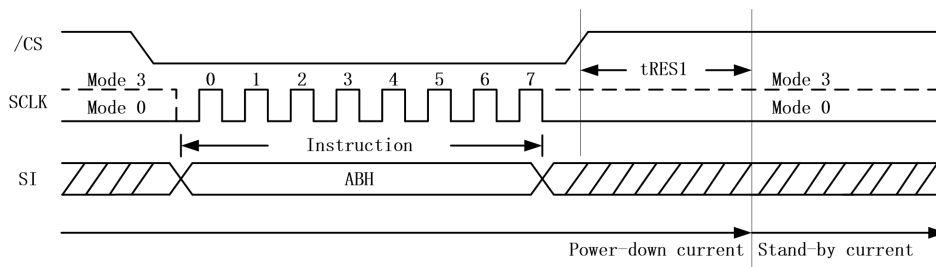 /CS
tRES1
Mode 3 0 1 2 3 4 5 6 7 Mode 3
SCLK
Mode 0 Mode 0
Instruction
SI ABH
Power-down current Stand-by current